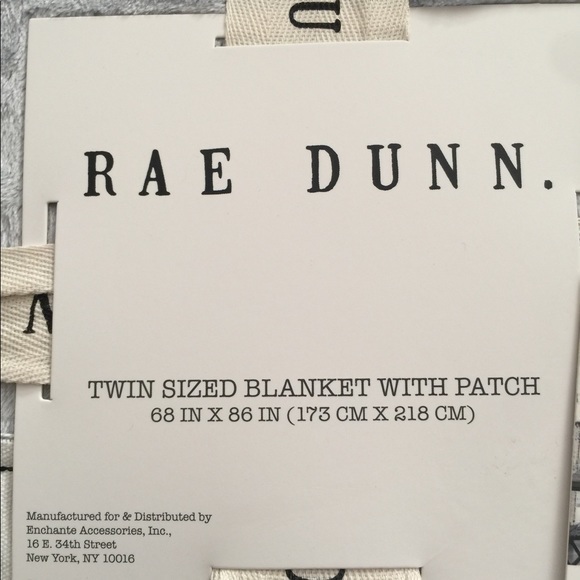 U
RAE DUNN.
N
TWIN SIZED BLANKET WITH PATCH
68 IN X 86 IN (173 CM X 218 CM)
Manufactured for & Distributed by
Enchante Accessories, Inc.,
16 E. 34th Street
New York, NY 10016